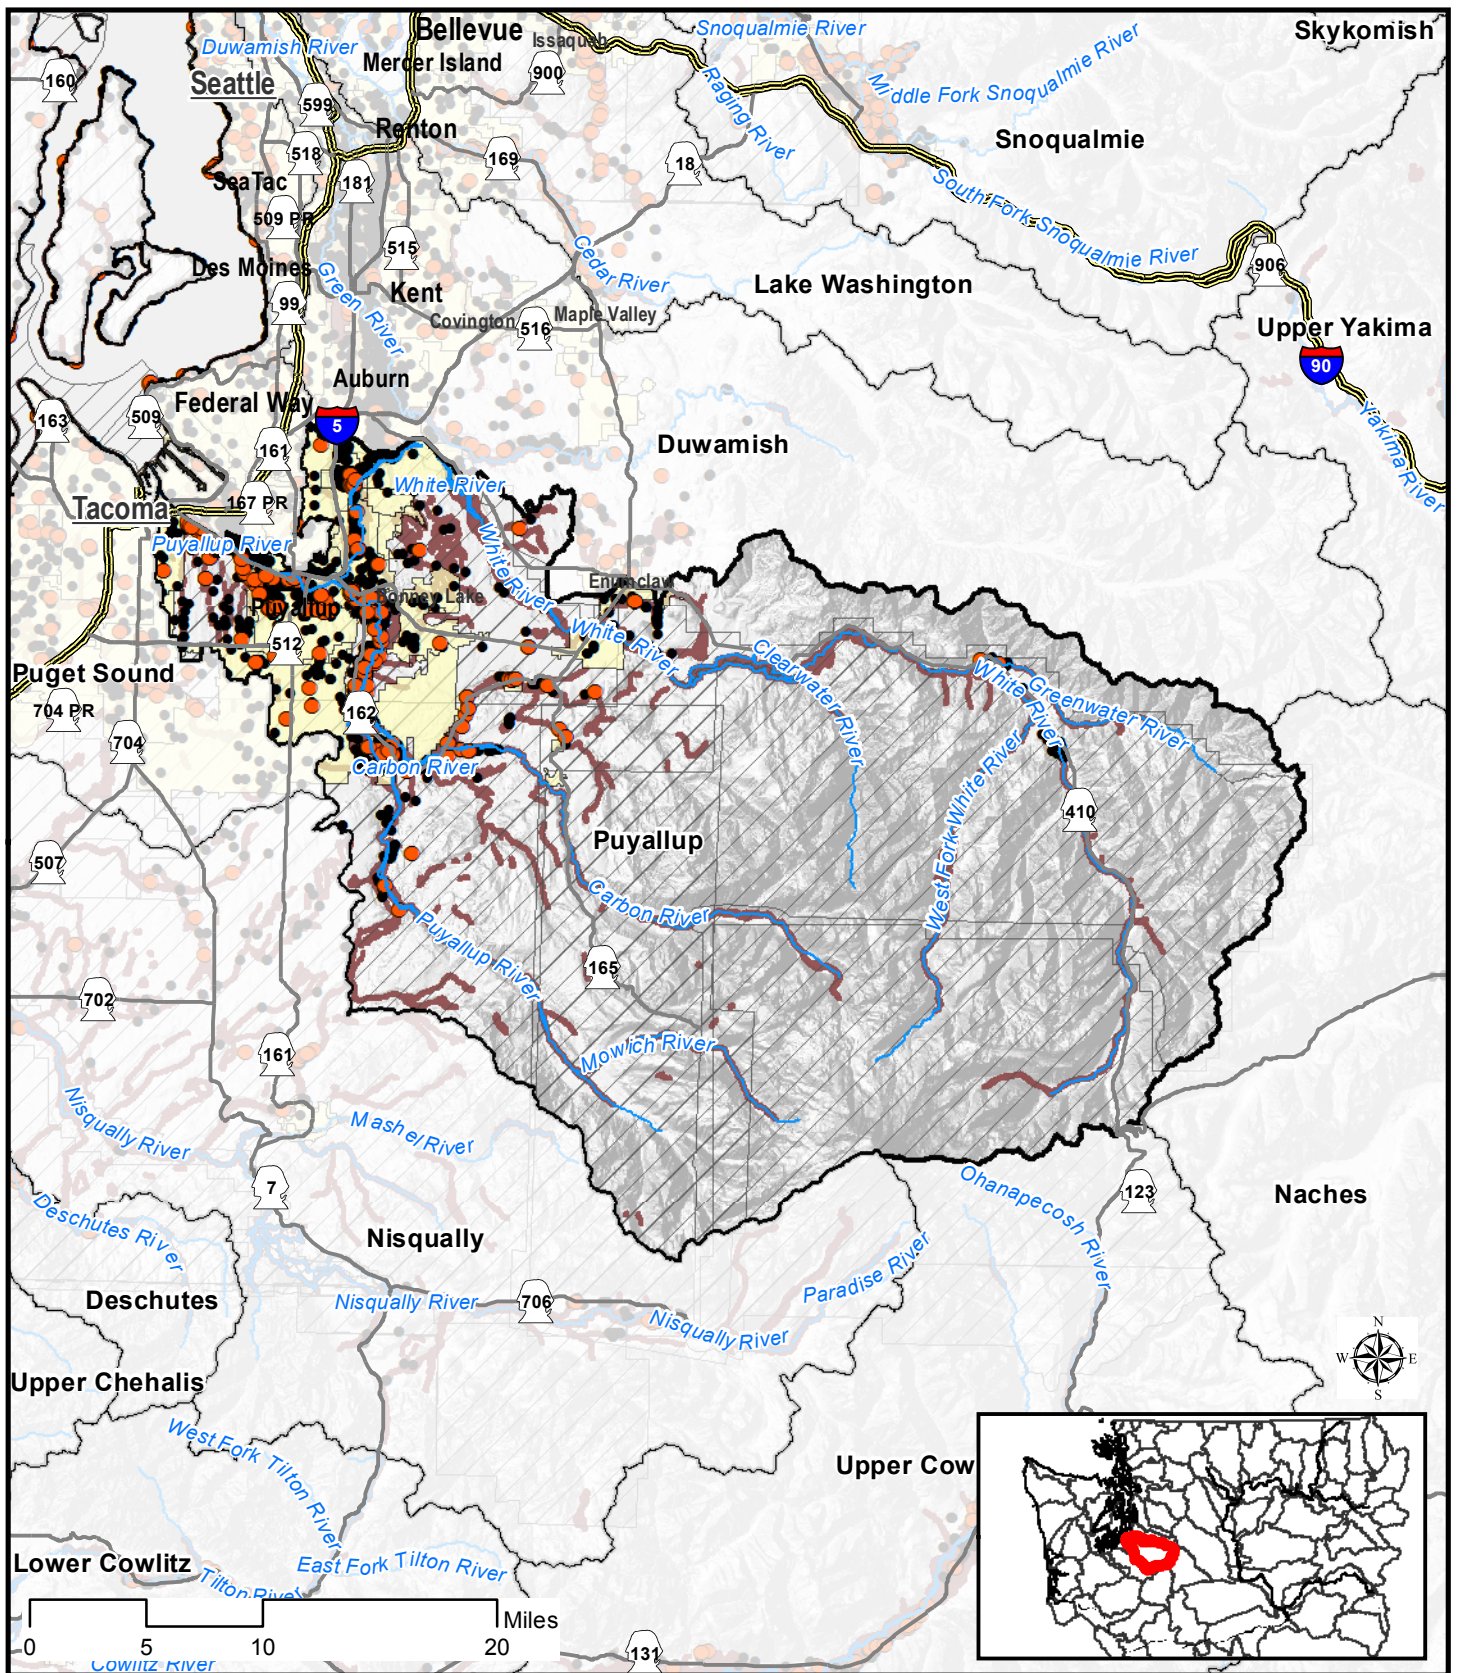 Bellevue
Issaquah
Snoqualmie River
Skykomish
Duwamish River
Mercer Island
160
Seattle
900
Raging River
Middle Fork Snoqualmie River
599
Renton
Snoqualmie
518
169
18
SeaTac
181
South Fork Snoqualmie River
509 PR
515
Cedar River
906
Des Moines
Green River
Kent
Lake Washington
99
Covington
516
Maple Valley
Upper Yakima
90
Auburn
Federal Way
163
509
5
Yakima River
161
Duwamish
White River
Tacoma
167 PR
Puyallup River
White River
Enumclaw
Bonney Lake
Puyallup
White River
512
Clearwater River
Puget Sound
White River
Greenwater River
704 PR
162
704
Carbon River
West Fork White River
410
Puyallup
507
Carbon River
Puyallup River
165
702
161
Mowich River
Nisqually River
Mashel River
7
Ohanapecosh River
123
Naches
Deschutes River
Nisqually
Paradise River
Deschutes
Nisqually River
706
Nisqually River
N
W
E
S
Upper Chehalis
West Fork Tilton River
Upper Cow
Lower Cowlitz
East Fork Tilton River
Tilton River
Miles
0
5
10
20
131
Cowlitz River